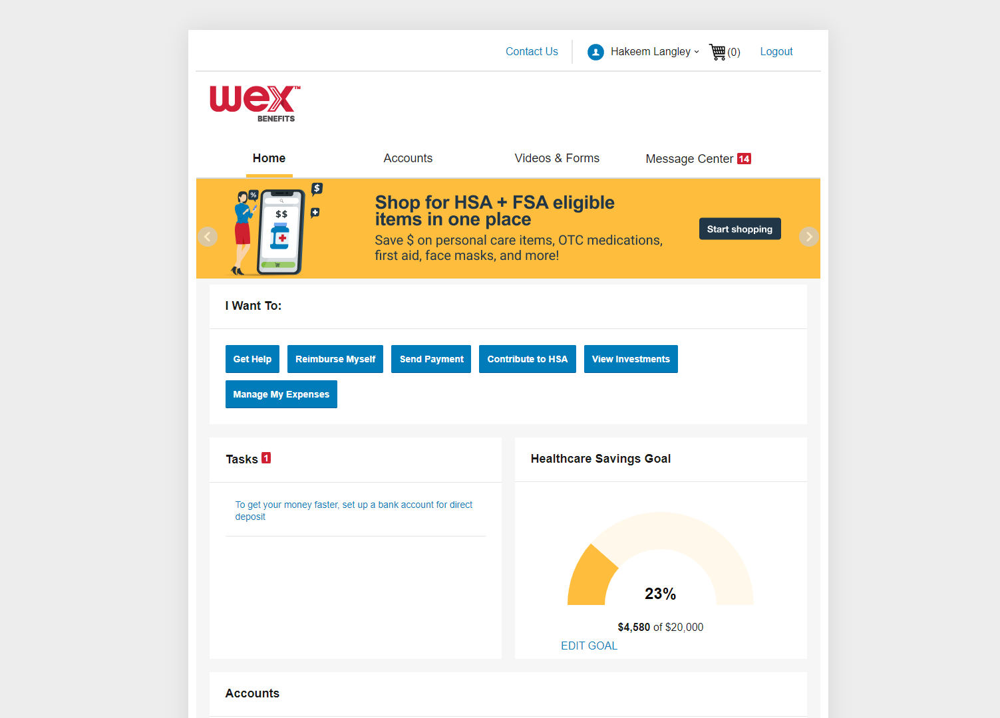 Contact Us
Hakeem Langley
(0)
Logout
wex™
BENEFITS
Home
Accounts
Videos & Forms
Message Center 14
%
$
$$
Shop for HSA + FSA eligible
items in one place
Save $ on personal care items, OTC medications,
first aid, face masks, and more!
Start shopping
I Want To:
Get Help
Reimburse Myself
Send Payment
Contribute to HSA
View Investments
Manage My Expenses
Tasks 1
To get your money faster, set up a bank account for direct
deposit
Healthcare Savings Goal
23%
$4,580 of $20,000
EDIT GOAL
Accounts